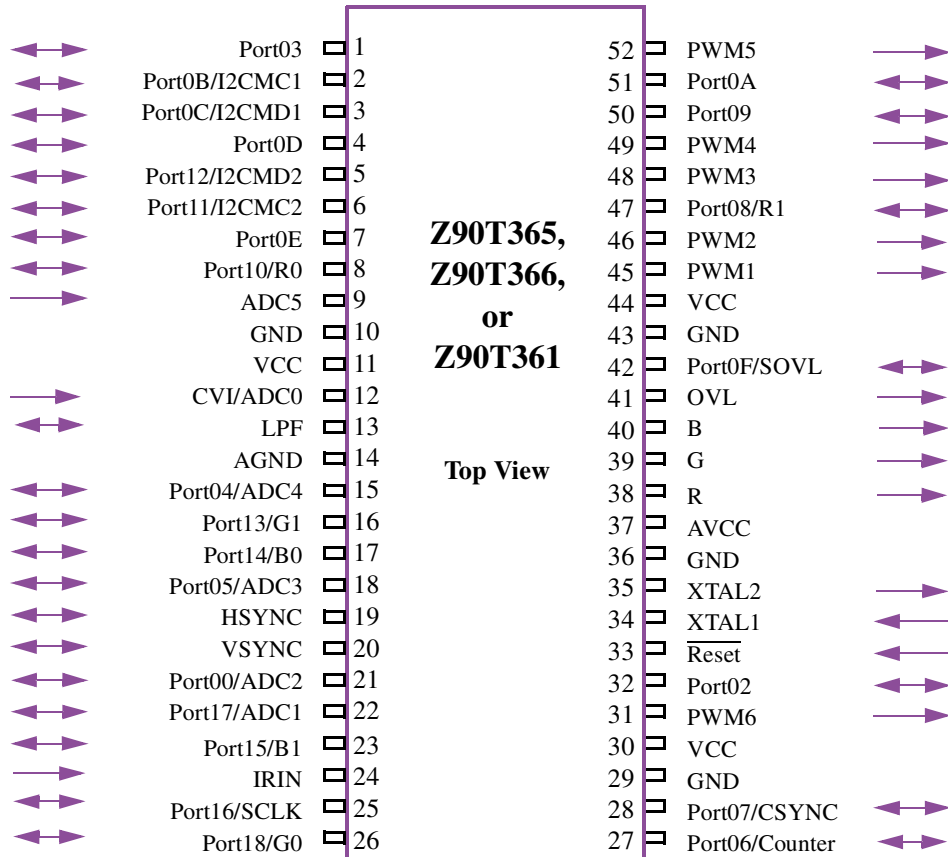 Port03 1 52 PWM5
Port0B/I2CMC1 2 51 Port0A
Port0C/I2CMD1 3 50 Port09
Port0D 4 49 PWM4
Port12/I2CMD2 5 48 PWM3
Port11/I2CMC2 6 47 Port08/R1
Port0E 7 Z90T365, 46 PWM2
Port10/R0 8 Z90T366, 45 PWM1
ADC5 9 or 44 VCC
GND 10 Z90T361 43 GND
VCC 11 42 Port0F/SOVL
CVI/ADC0 12 41 OVL
LPF 13 40 B
AGND 14 Top View 39 G
Port04/ADC4 15 38 R
Port13/G1 16 37 AVCC
Port14/B0 17 36 GND
Port05/ADC3 18 35 XTAL2
HSYNC 19 34 XTAL1
VSYNC 20 33 Reset
Port00/ADC2 21 32 Port02
Port17/ADC1 22 31 PWM6
Port15/B1 23 30 VCC
IRIN 24 29 GND
Port16/SCLK 25 28 Port07/CSYNC
Port18/G0 26 27 Port06/Counter